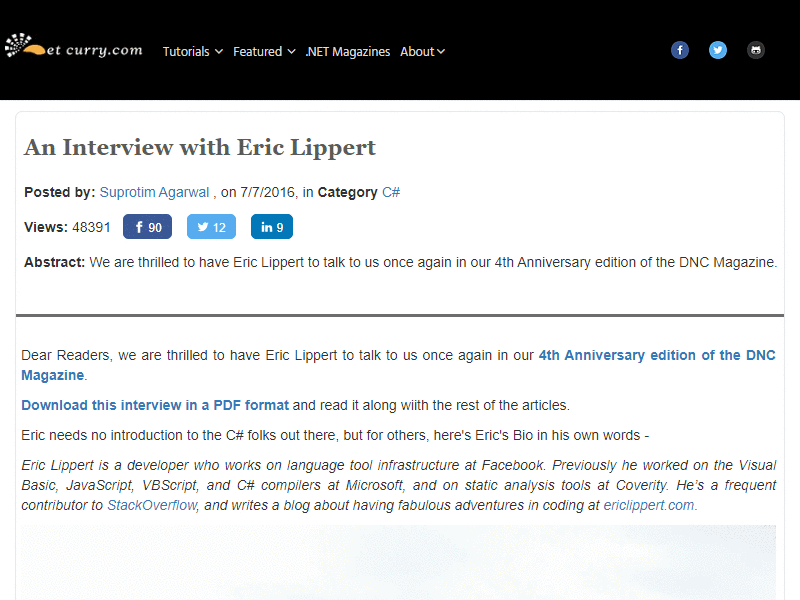 et curry.com Tutorials Featured .NET Magazines About
An Interview with Eric Lippert
Posted by: Suprotim Agarwal , on 7/7/2016, in Category C#
Views: 48391 f 90 12 in 9
Abstract: We are thrilled to have Eric Lippert to talk to us once again in our 4th Anniversary edition of the DNC Magazine.
Dear Readers, we are thrilled to have Eric Lippert to talk to us once again in our 4th Anniversary edition of the DNC
Magazine.
Download this interview in a PDF format and read it along wiith the rest of the articles.
Eric needs no introduction to the C# folks out there, but for others, here's Eric's Bio in his own words -
Eric Lippert is a developer who works on language tool infrastructure at Facebook. Previously he worked on the Visual
Basic, JavaScript, VBScript, and C# compilers at Microsoft, and on static analysis tools at Coverity. He's a frequent
contributor to StackOverflow, and writes a blog about having fabulous adventures in coding at ericlippert.com.